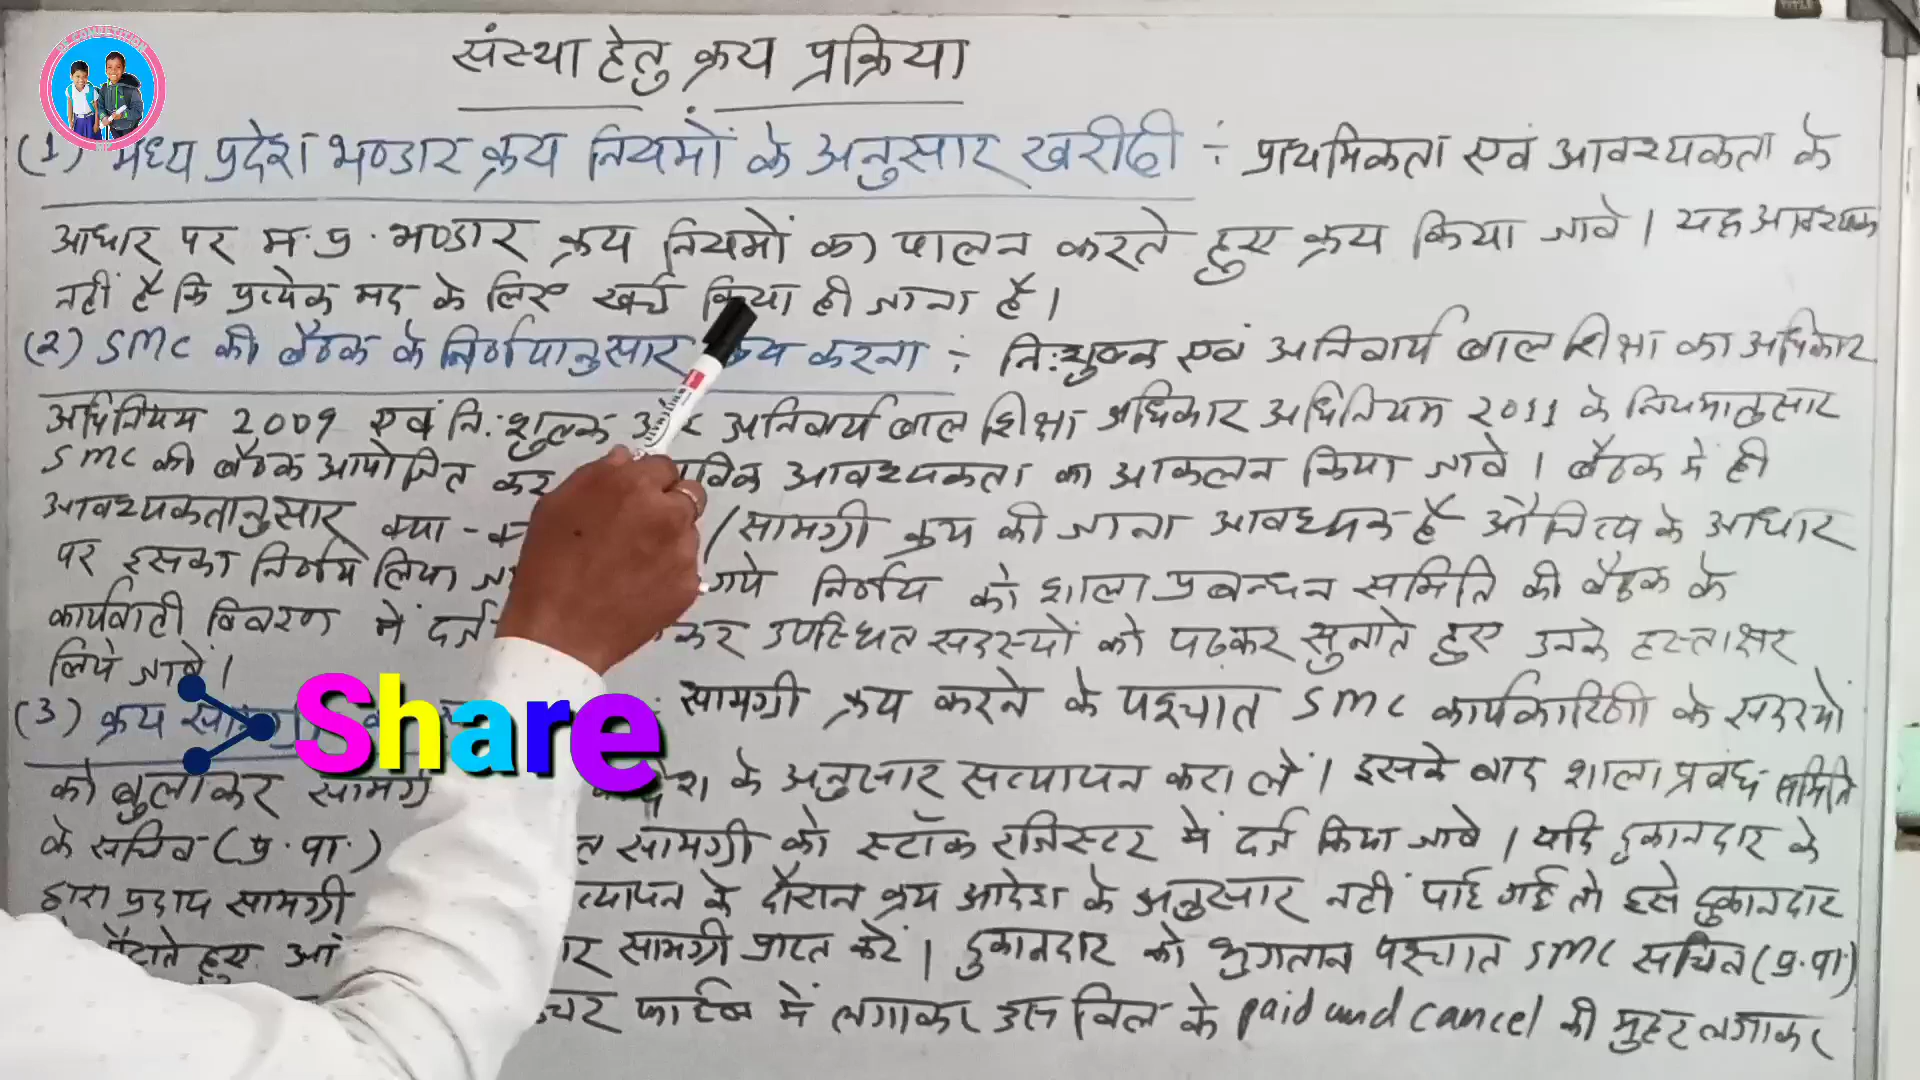 संस्था हेतु क्रय प्रक्रिया
(1) मध्य प्रदेश भण्डार क्रय नियमों के अनुसार खरीदी ÷ प्राथमिकता एवं आवश्यकता के
आधार पर म.प्र. भण्डार क्रय नियमों का पालन करते हुए क्रय किया जावे। यह आवश्यक
नहीं है कि प्रत्येक मद के लिए खर्च किया ही जाना है।
(2) SMC की बैठक के निर्णयानुसार क्रय करना ÷ नि:शुल्क एवं अनिवार्य बाल शिक्षा का अधिकार
अधिनियम 2009 एवं नि:शुल्क और अनिवार्य बाल शिक्षा अधिकार अधिनियम 2011 के नियमानुसार
SMC की बैठक आयोजित कर आवश्यकता का आकलन किया जावे। बैठक में ही
आवश्यकतानुसार क्या - /सामग्री क्रय की जाना आवश्यक है औचित्य के आधार
पर इसका निर्णय लिया गये निर्णय को शाला प्रबन्धन समिति की बैठक के
कार्यवाही विवरण में दर्ज कर उपस्थित सदस्यों को पढ़कर सुनाते हुए उनके हस्ताक्षर
लिये जावें।
(3) क्रय : सामग्री क्रय करने के पश्चात SMC कार्यकारिणी के सदस्यों
को बुलाकर के अनुसार सत्यापन करा लें। इसके बाद शाला प्रबंध समिति
के सचिव (प्र.पा.) सामग्री को स्टॉक रजिस्टर में दर्ज किया जावे। यदि दुकानदार के
द्वारा प्रदाय सामग्री के दौरान क्रय आदेश के अनुसार नहीं पाई गई तो इसे दुकानदार
हुए सामग्री प्राप्त करें। दुकानदार को भुगतान पश्चात SMC सचिव (प्र.पा.)
फाईल में लगाकर उस बिल के paid and cancel की मुहर लगाकर
Share